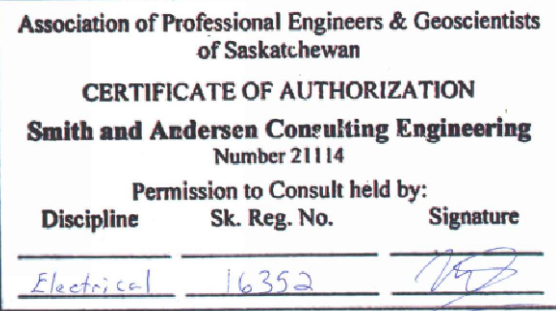 Association of Professional Engineers & Geoscientists
of Saskatchewan
CERTIFICATE OF AUTHORIZATION
Smith and Andersen Consulting Engineering
Number 21114
Permission to Consult held by:
Discipline Sk. Reg. No. Signature
Electrical 16352